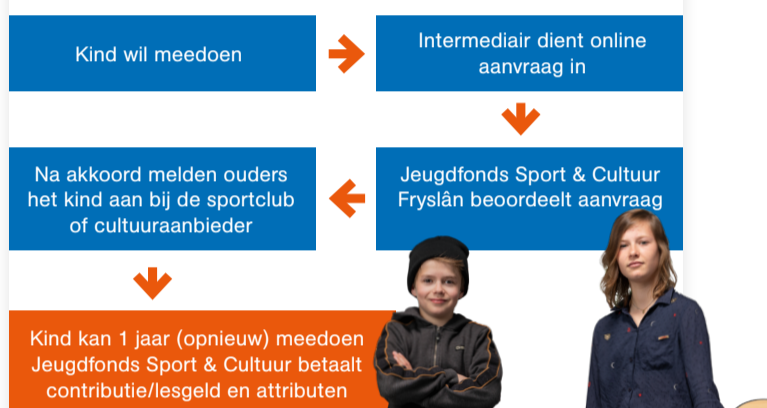 Kind wil meedoen
Intermediair dient online
aanvraag in
Jeugdfonds Sport & Cultuur
Fryslân beoordeelt aanvraag
Na akkoord melden ouders
het kind aan bij de sportclub
of cultuuraanbieder
Kind kan 1 jaar (opnieuw) meedoen
Jeugdfonds Sport & Cultuur betaalt
contributie/lesgeld en attributen